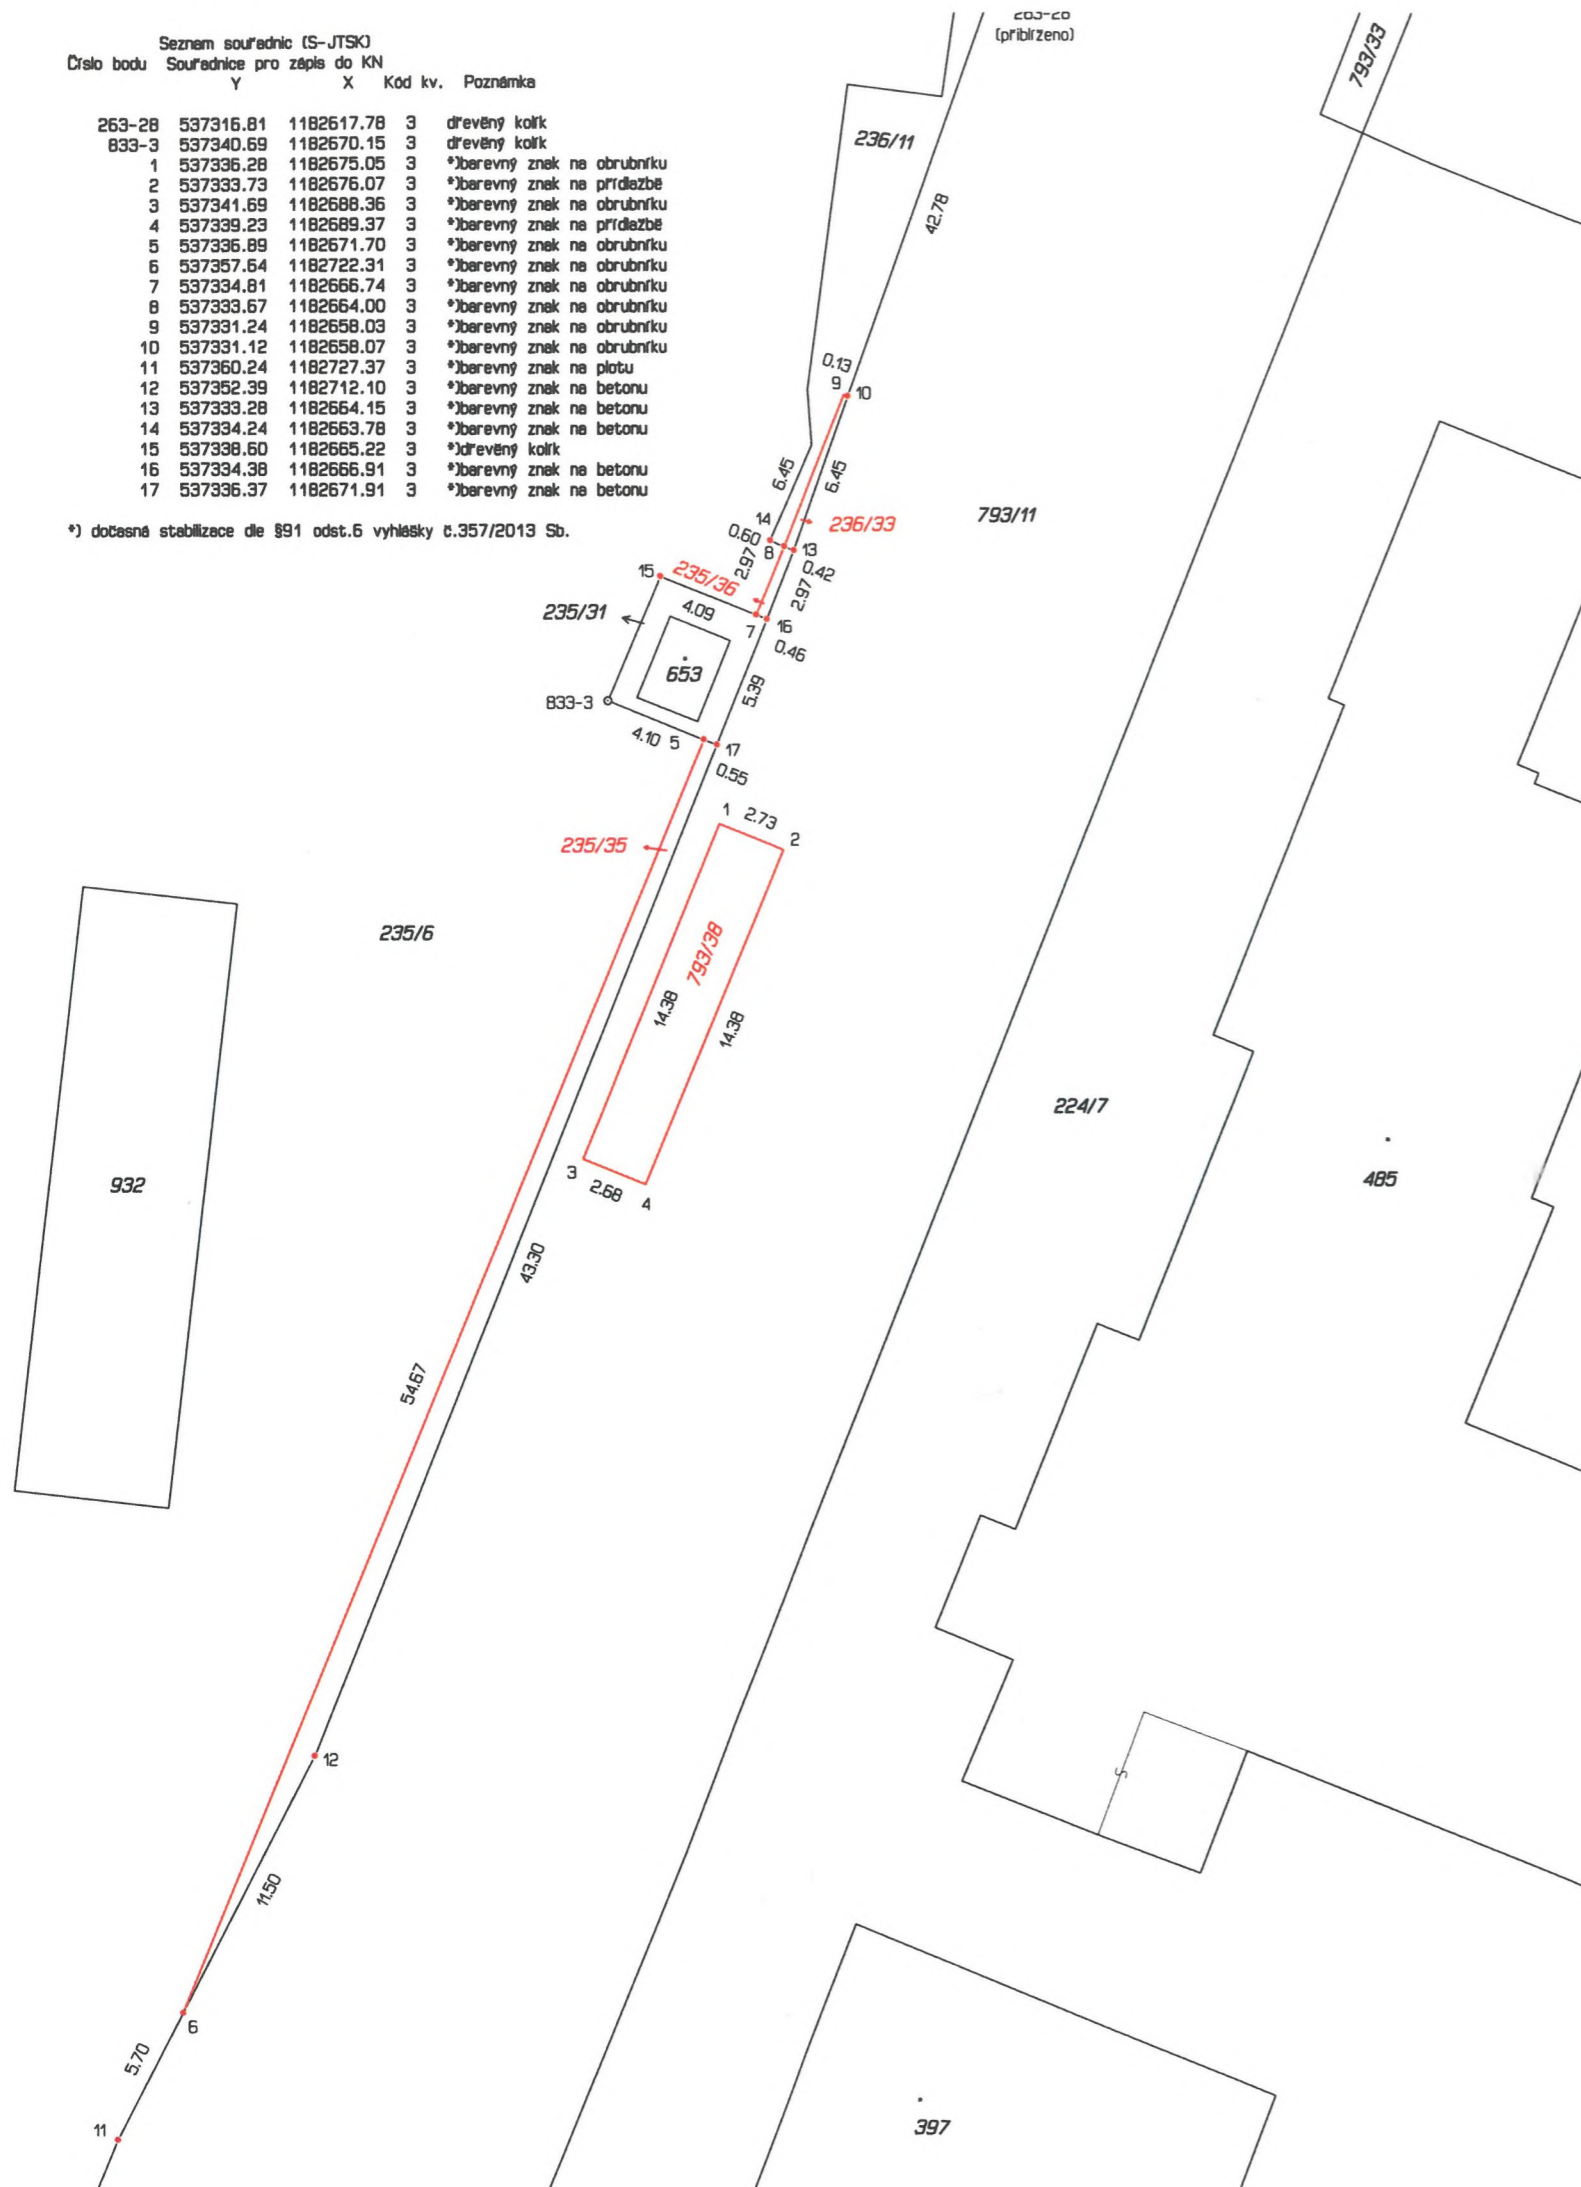 Seznam souřadnic (S-JTSK)
Číslo bodu Souřadnice pro zápis do KN
Y X Kód kv. Poznámka
263-28 537316.81 1182617.78 3 dřevěný kolík
833-3 537340.69 1182670.15 3 dřevěný kolík
1 537336.28 1182675.05 3 *)barevný znak na obrubníku
2 537333.73 1182676.07 3 *)barevný znak na přídlažbě
3 537341.69 1182688.36 3 *)barevný znak na obrubníku
4 537339.23 1182689.37 3 *)barevný znak na přídlažbě
5 537336.89 1182671.70 3 *)barevný znak na obrubníku
6 537357.64 1182722.31 3 *)barevný znak na obrubníku
7 537334.81 1182666.74 3 *)barevný znak na obrubníku
8 537333.67 1182664.00 3 *)barevný znak na obrubníku
9 537331.24 1182658.03 3 *)barevný znak na obrubníku
10 537331.12 1182658.07 3 *)barevný znak na obrubníku
11 537360.24 1182727.37 3 *)barevný znak na plotu
12 537352.39 1182712.10 3 *)barevný znak na betonu
13 537333.28 1182664.15 3 *)barevný znak na betonu
14 537334.24 1182663.78 3 *)barevný znak na betonu
15 537338.60 1182665.22 3 *)dřevěný kolík
16 537334.38 1182666.91 3 *)barevný znak na betonu
17 537336.37 1182671.91 3 *)barevný znak na betonu
*) dočasná stabilizace dle §91 odst.6 vyhlášky č.357/2013 Sb.
263-28
(přiblíženo)
793/33
236/11
42.78
0.13
9
10
6.45
6.45
14
0.60
8
13
236/33
793/11
2.97
0.42
2.97
15
235/36
235/31
4.09
7
16
0.46
653
5.39
833-3
4.10
5
17
0.55
1
2.73
2
235/35
235/6
793/38
14.38
14.38
3
2.68
4
224/7
485
932
43.30
54.67
12
S
11.50
6
5.70
11
397